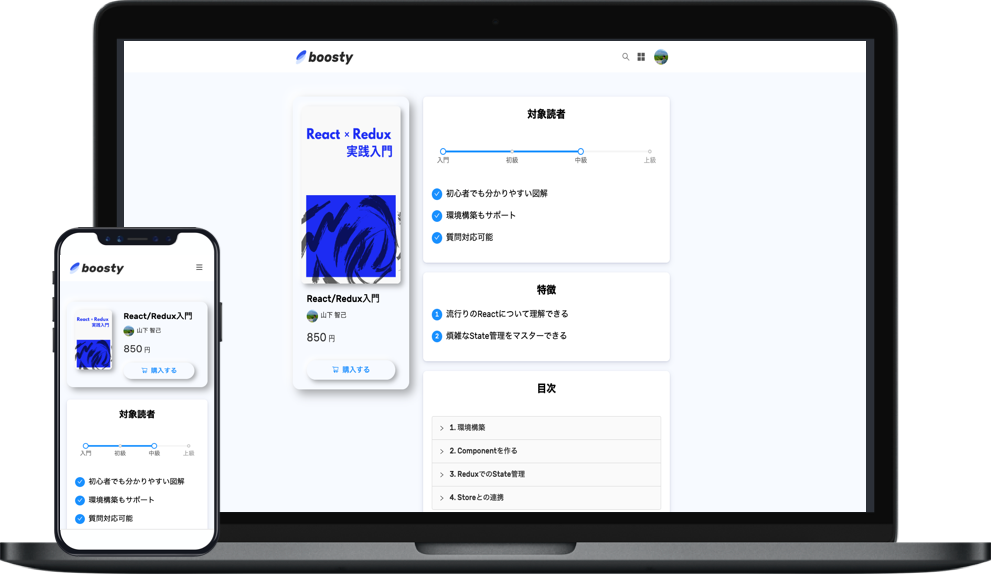 boosty
React × Redux
実践入門
React/Redux入門
山下 智己
850 円
購入する
対象読者
入門
初級
中級
上級
初心者でも分かりやすい図解
環境構築もサポート
質問対応可能
特徴
1 流行りのReactについて理解できる
2 煩雑なState管理をマスターできる
目次
1. 環境構築
2. Componentを作る
3. ReduxでのState管理
4. Storeとの連携
boosty
React × Redux
実践入門
React/Redux入門
山下 智己
850 円
購入する
対象読者
入門
初級
中級
上級
初心者でも分かりやすい図解
環境構築もサポート
質問対応可能